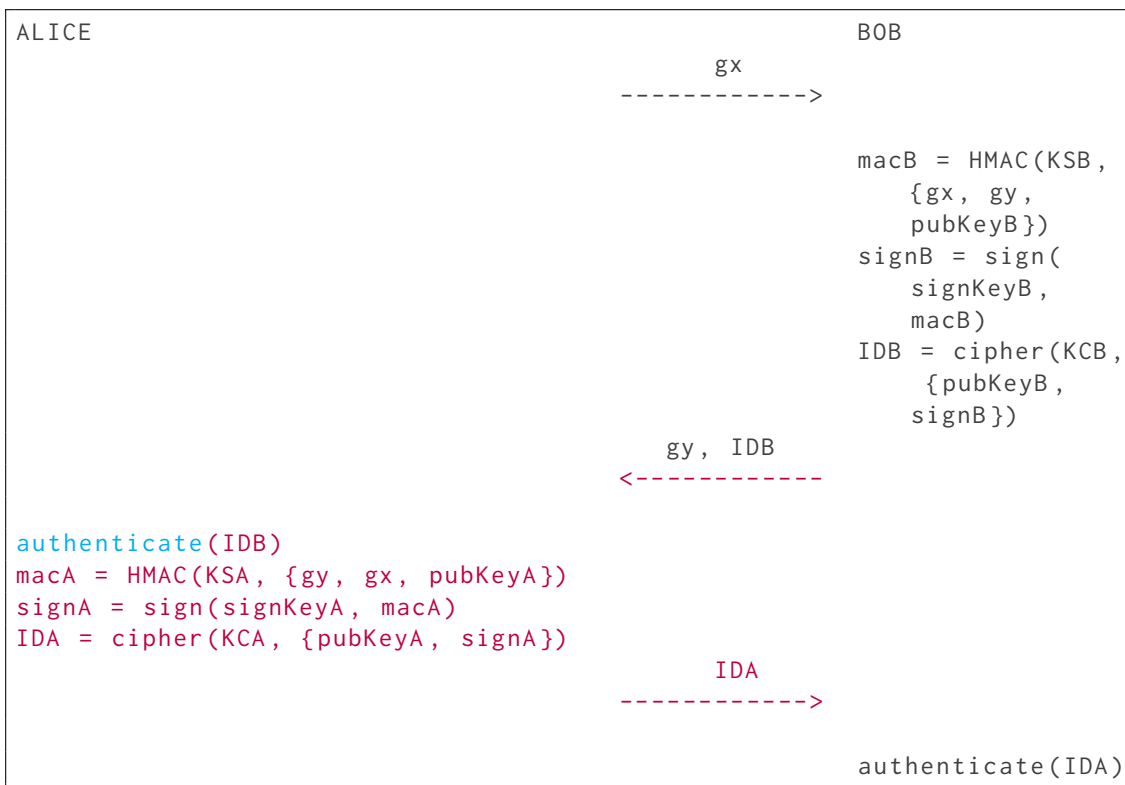 ALICE BOB
gx
------------>
macB = HMAC(KSB,
{gx, gy,
pubKeyB})
signB = sign(
signKeyB,
macB)
IDB = cipher(KCB,
{pubKeyB,
signB})
gy, IDB
<------------
authenticate(IDB)
macA = HMAC(KSA, {gy, gx, pubKeyA})
signA = sign(signKeyA, macA)
IDA = cipher(KCA, {pubKeyA, signA})
IDA
------------>
authenticate(IDA)